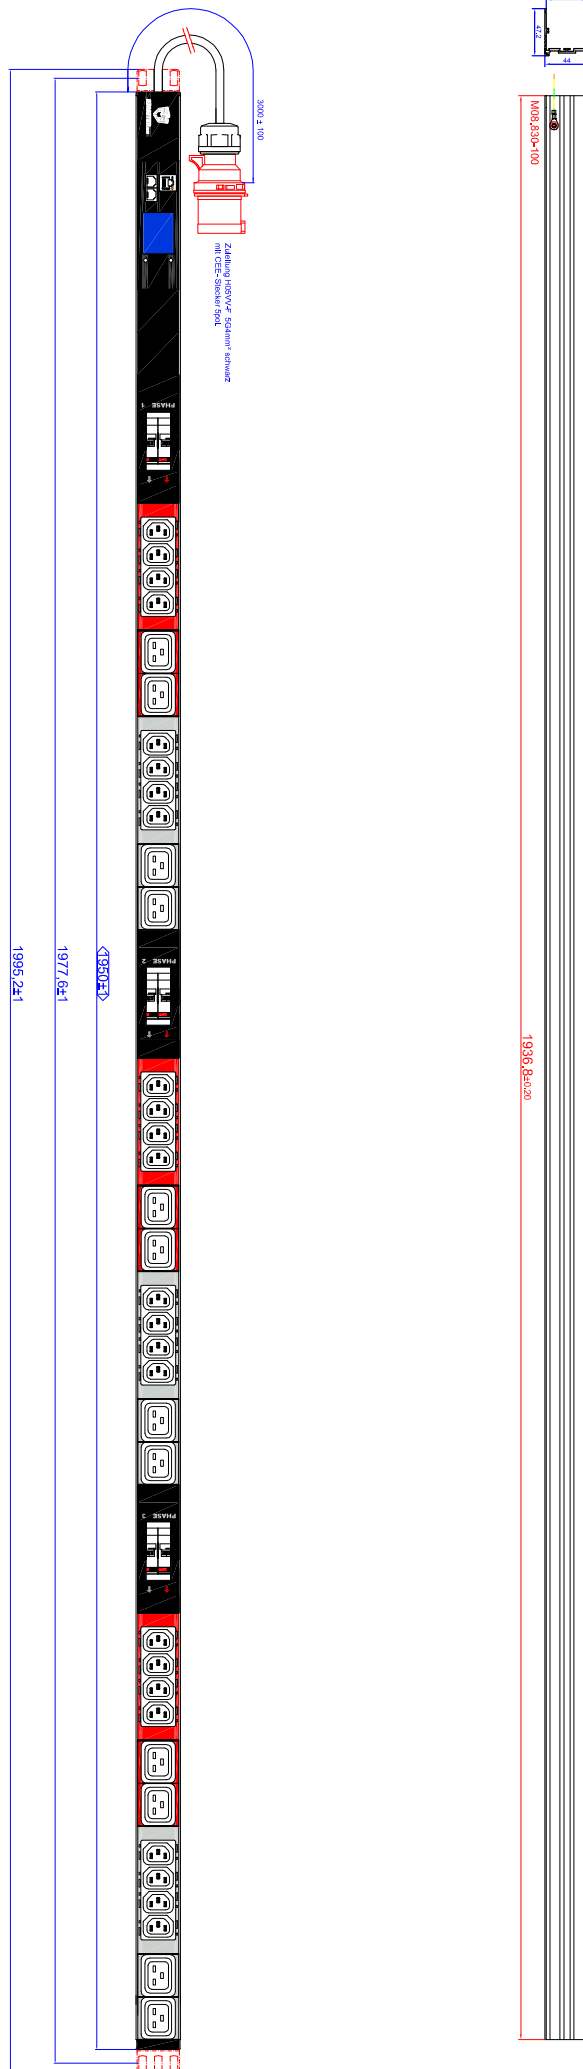 47,2
44
M08.830-100
3000 ± 100
Zuleitung H05VV-F 5G4mm² schwarz
mit CEE-Stecker 5pol.
PHASE 1
PHASE 2
1950±1
1977,6±1
1995,2±1
1936,8±0,20
PHASE 3